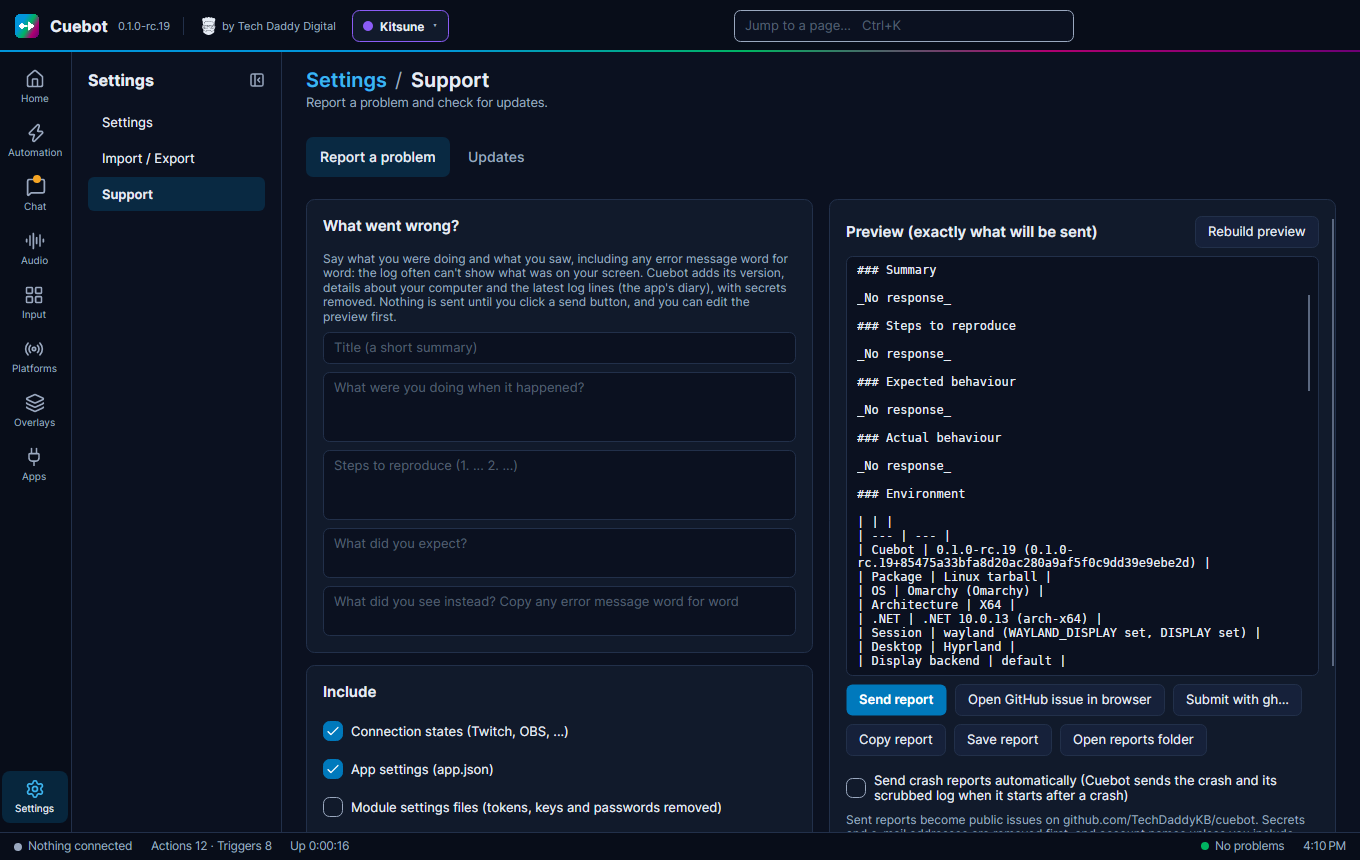 Cuebot 0.1.0-rc.19 by Tech Daddy Digital Kitsune Jump to a page... Ctrl+K
Home
Automation
Chat
Audio
Input
Platforms
Overlays
Apps
Settings
Settings
Settings
Import / Export
Support
Settings / Support
Report a problem and check for updates.
Report a problem Updates
What went wrong?
Say what you were doing and what you saw, including any error message word for
word: the log often can't show what was on your screen. Cuebot adds its version,
details about your computer and the latest log lines (the app's diary), with secrets
removed. Nothing is sent until you click a send button, and you can edit the
preview first.
Title (a short summary)
What were you doing when it happened?
Steps to reproduce (1. ... 2. ...)
What did you expect?
What did you see instead? Copy any error message word for word
Include
Connection states (Twitch, OBS, ...)
App settings (app.json)
Module settings files (tokens, keys and passwords removed)
Preview (exactly what will be sent) Rebuild preview
### Summary
_No response_
### Steps to reproduce
_No response_
### Expected behaviour
_No response_
### Actual behaviour
_No response_
### Environment
| | |
| --- | --- |
| Cuebot | 0.1.0-rc.19 (0.1.0-
rc.19+85475a33bfa8d20ac280a9af5f0c9dd39e9ebe2d) |
| Package | Linux tarball |
| OS | Omarchy (Omarchy) |
| Architecture | X64 |
| .NET | .NET 10.0.13 (arch-x64) |
| Session | wayland (WAYLAND_DISPLAY set, DISPLAY set) |
| Desktop | Hyprland |
| Display backend | default |
Send report Open GitHub issue in browser Submit with gh...
Copy report Save report Open reports folder
Send crash reports automatically (Cuebot sends the crash and its
scrubbed log when it starts after a crash)
Sent reports become public issues on github.com/TechDaddyKB/cuebot. Secrets
Nothing connected Actions 12 · Triggers 8 Up 0:00:16 No problems 4:10 PM